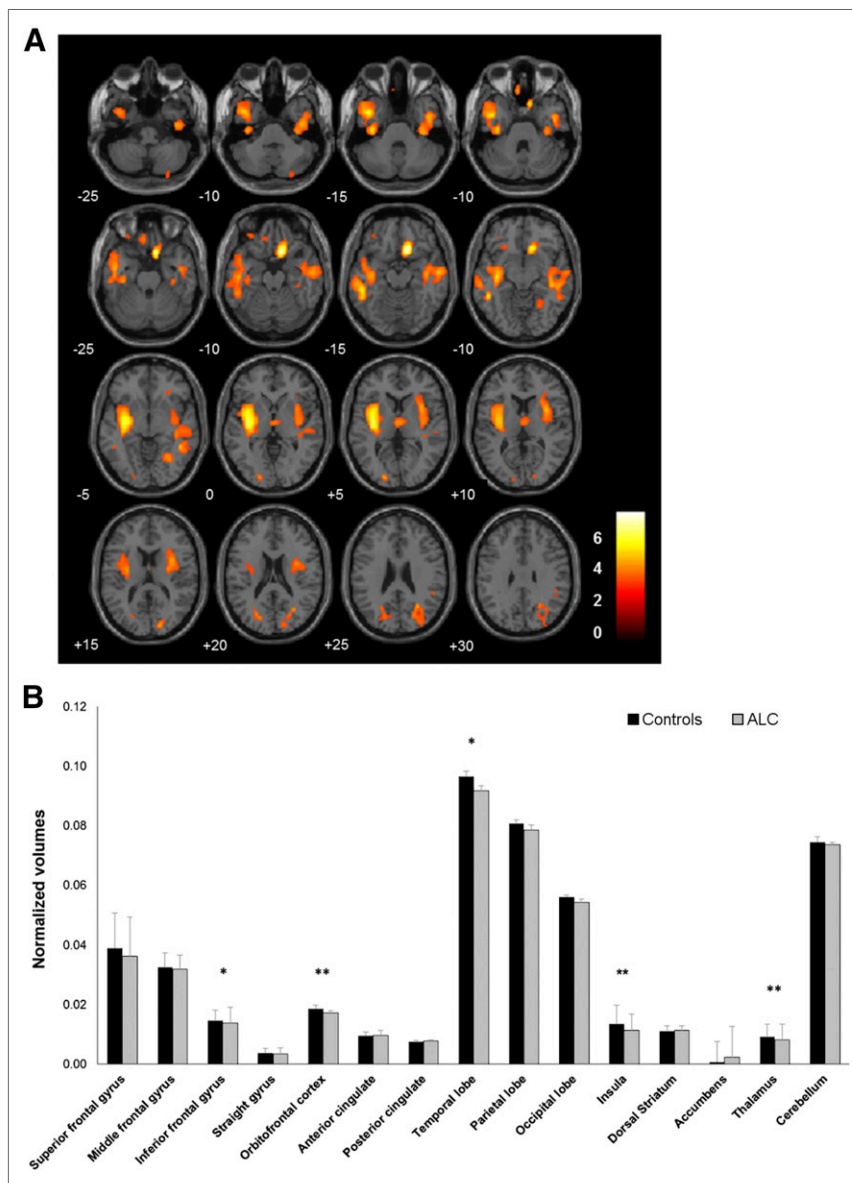 A
-25 -10 -15 -10
-25 -10 -15 -10
-5 0 +5 +10
6
4
2
0
+15 +20 +25 +30
B
0.12
0.10
0.08
0.06
0.04
0.02
0.00
Normalized volumes
Controls ALC
*
*
**
**
**
Superior frontal gyrus
Middle frontal gyrus
Inferior frontal gyrus
Straight gyrus
Orbitofrontal cortex
Anterior cingulate
Posterior cingulate
Temporal lobe
Parietal lobe
Occipital lobe
Insula
Dorsal Striatum
Accumbens
Thalamus
Cerebellum